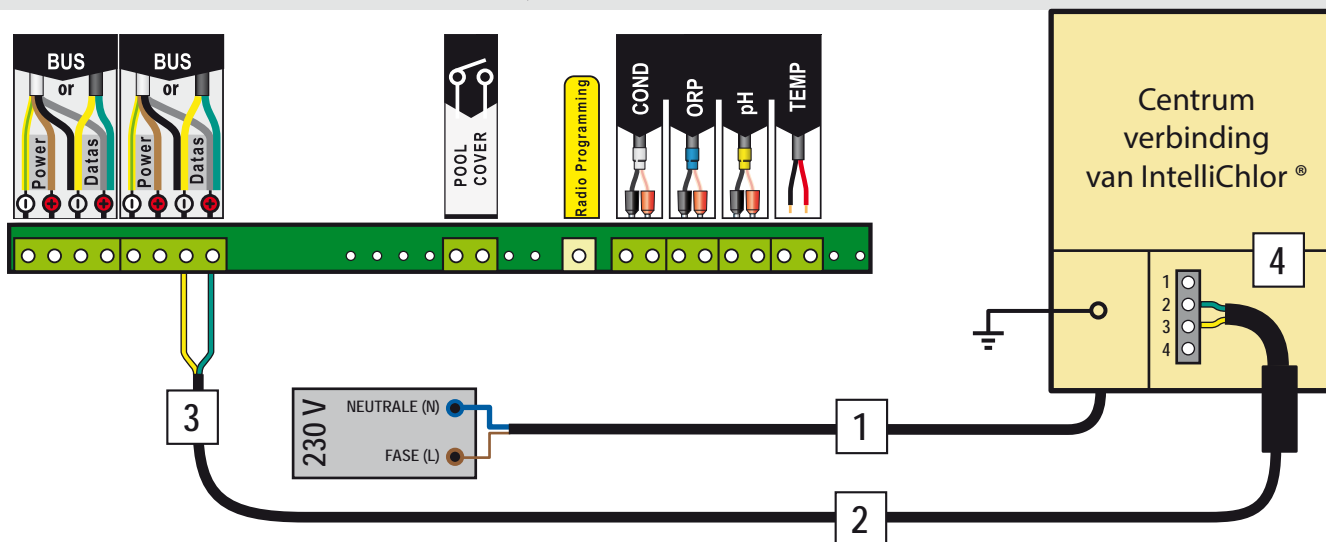 BUS
or
Power
Datas
BUS
or
Power
Datas
POOL
COVER
Radio Programming
COND
ORP
pH
TEMP
Centrum
verbinding
van IntelliChlor ®
4
1
2
3
4
3
230 V
NEUTRALE (N)
FASE (L)
1
2